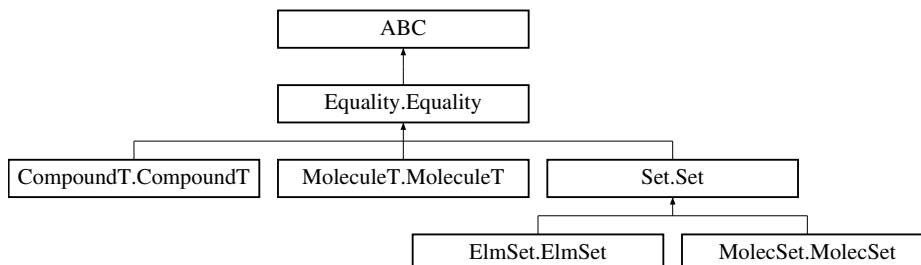 ABC
Equality.Equality
CompoundT.CompoundT
MoleculeT.MoleculeT
Set.Set
ElmSet.ElmSet
MolecSet.MolecSet